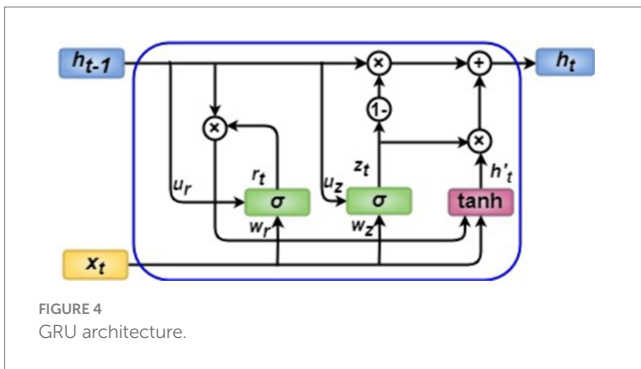 h_{t-1}
×
+
h_t
1-
×
×
r_t
z_t
h'_t
u_r
u_z
σ
σ
tanh
w_r
w_z
x_t
FIGURE 4
GRU architecture.